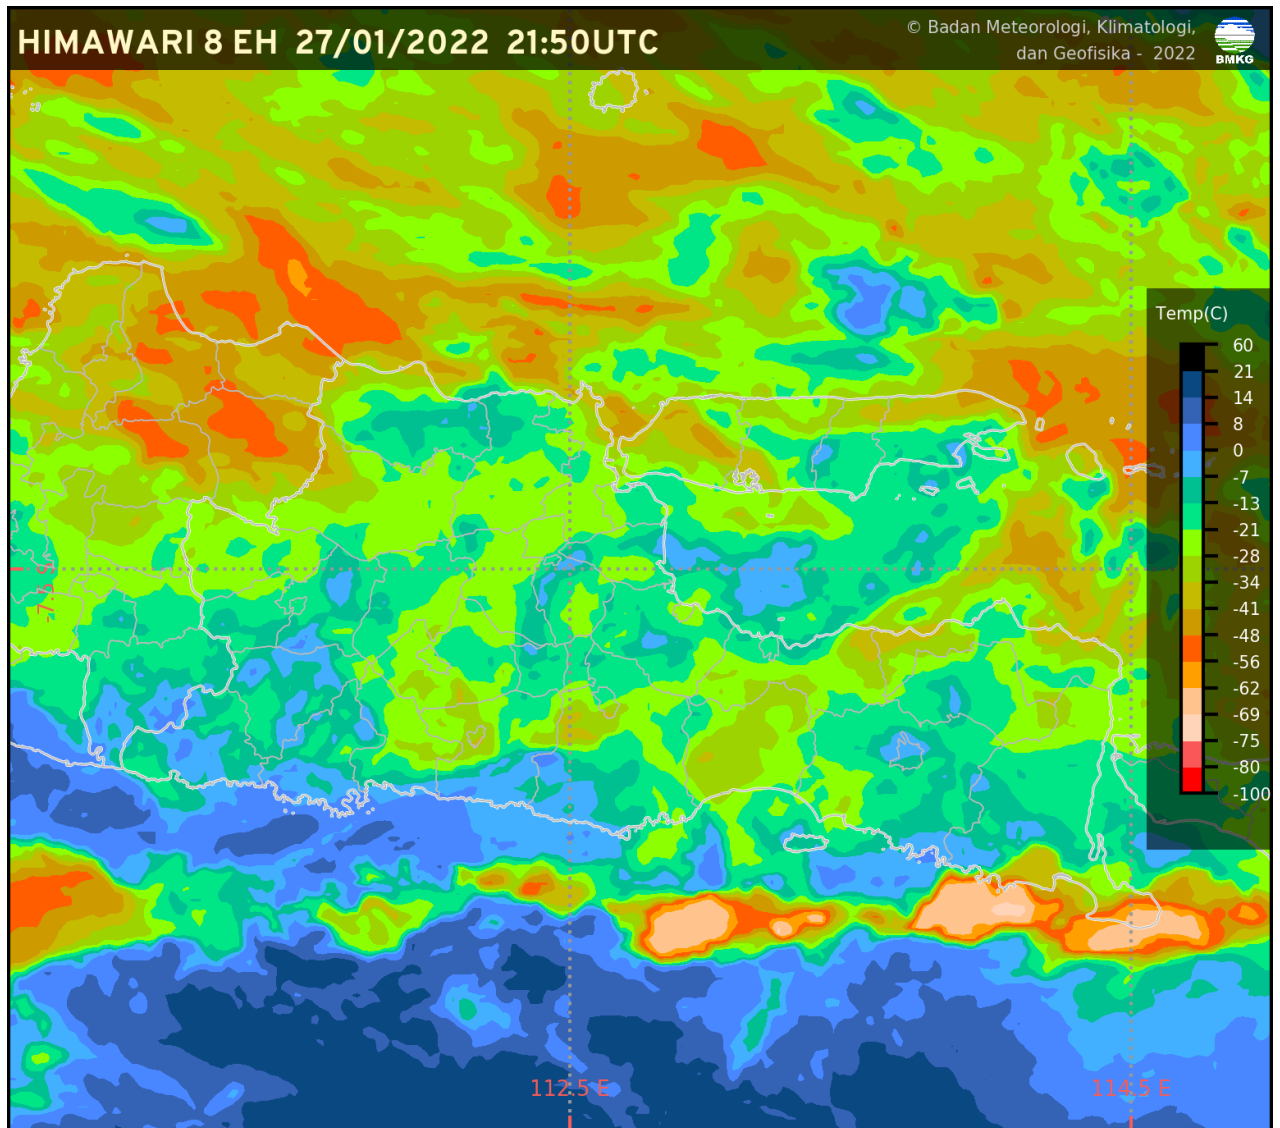 HIMAWARI 8 EH 27/01/2022 21:50UTC
© Badan Meteorologi, Klimatologi,
dan Geofisika - 2022
BMKG
Temp(C)
60
21
14
8
0
-7
-13
-21
-28
-34
-41
-48
-56
-62
-69
-75
-80
-100
-7.5 S
112.5 E
114.5 E